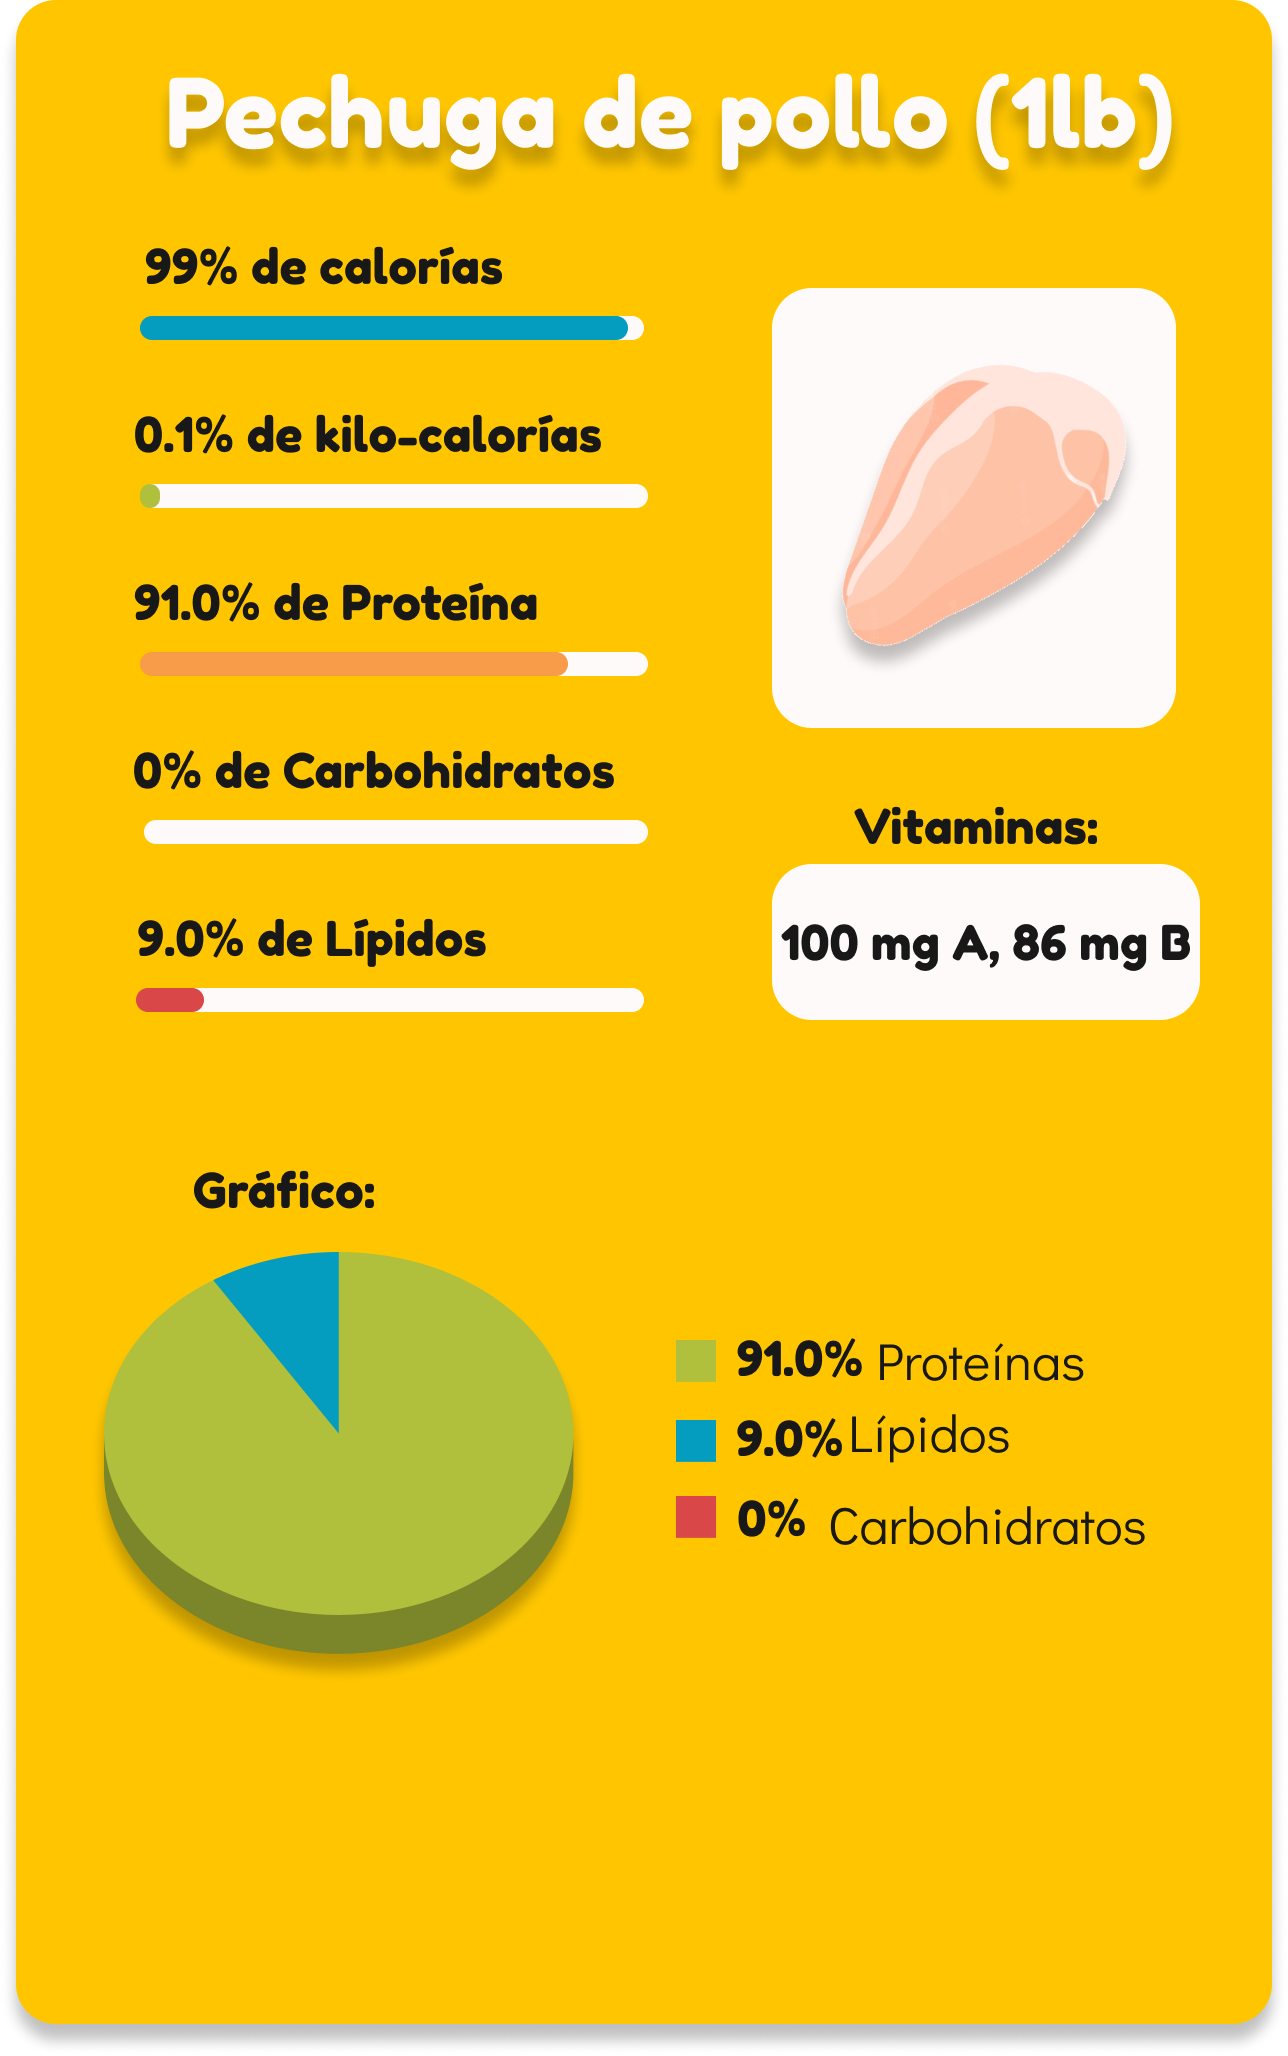 Pechuga de pollo (1lb)
99% de calorías
0.1% de kilo-calorías
91.0% de Proteína
0% de Carbohidratos
9.0% de Lípidos
Vitaminas:
100 mg A, 86 mg B
Gráfico:
91.0% Proteínas
9.0% Lípidos
0% Carbohidratos